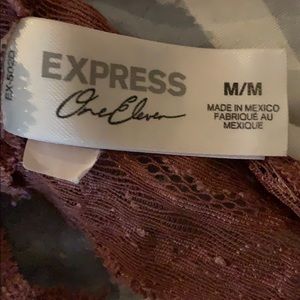 EXPRESS
One Eleven
M/M
MADE IN MEXICO
FABRIQUÉ AU
MEXIQUE